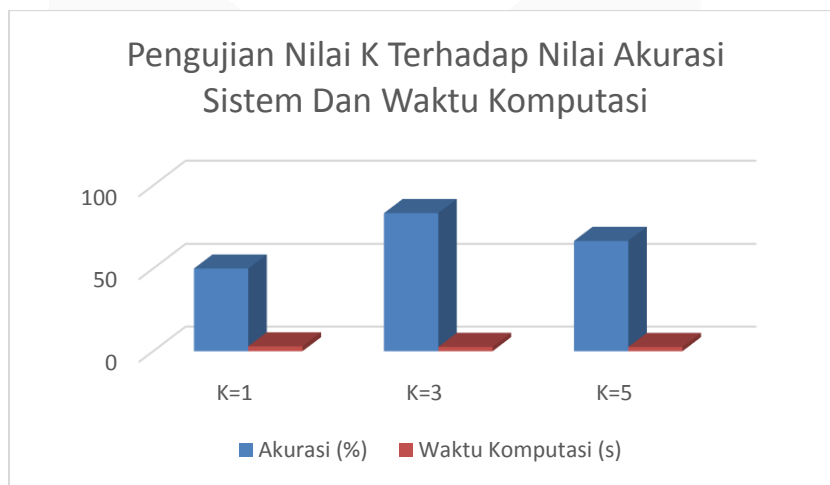 Pengujian Nilai K Terhadap Nilai Akurasi
Sistem Dan Waktu Komputasi
100
50
0
K=1 K=3 K=5
Akurasi (%) Waktu Komputasi (s)